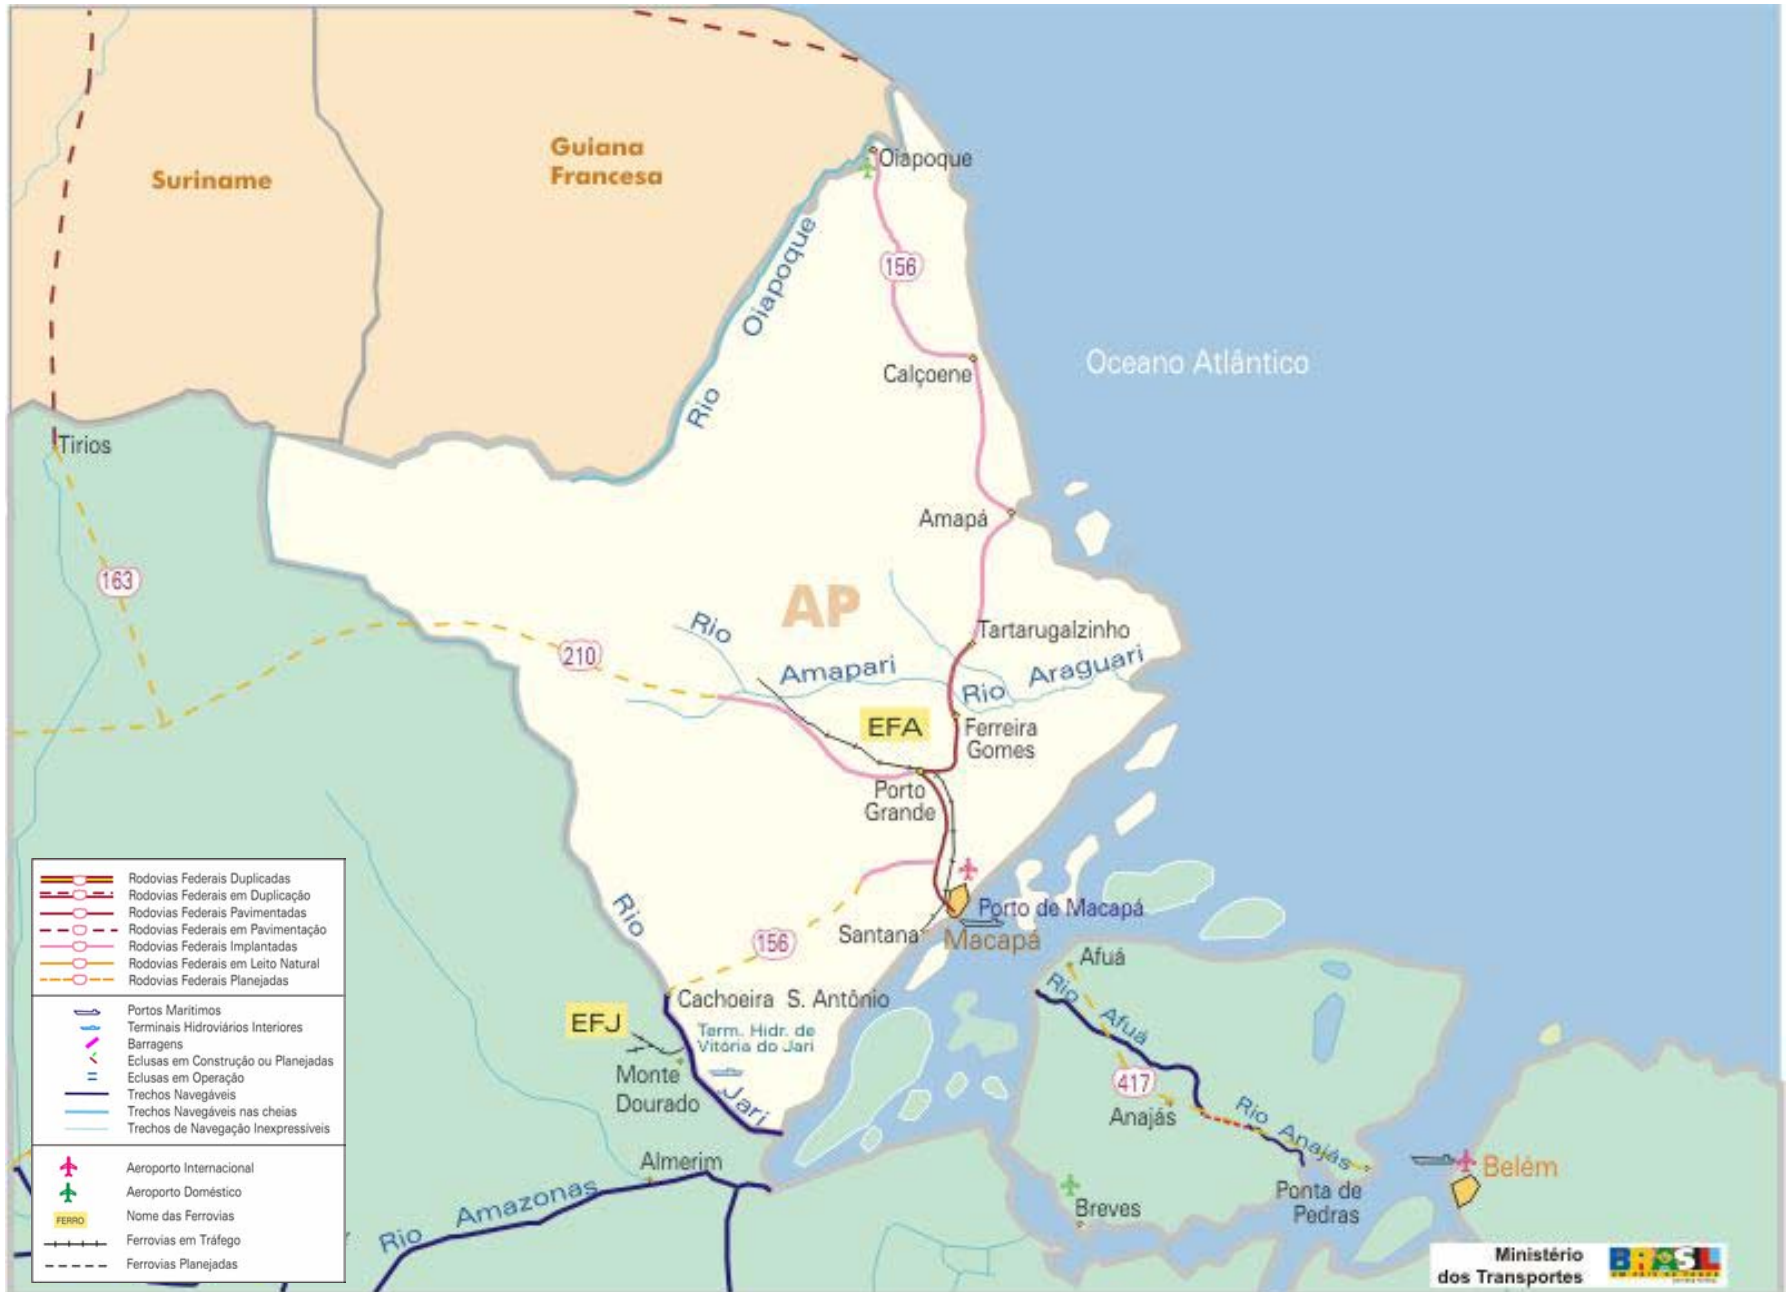 Suriname
Guiana
Francesa
Oiapoque
Rio
Oiapoque
156
Calçoene
Oceano Atlântico
Tirios
Amapá
163
AP
Rio
Tartarugalzinho
210
Amapari
Rio
Araguari
EFA
Ferreira
Gomes
Porto
Grande
Rio
156
Santana
Porto de Macapá
Macapá
Afuá
Cachoeira S. Antônio
EFJ
Term. Hidr. de
Vitória do Jari
Rio
Afuá
Monte
Dourado
Jari
417
Anajás
Rio
Anajás
Almerim
Belém
Breves
Ponta de
Pedras
Rio
Amazonas
Rodovias Federais Duplicadas
Rodovias Federais em Duplicação
Rodovias Federais Pavimentadas
Rodovias Federais em Pavimentação
Rodovias Federais Implantadas
Rodovias Federais em Leito Natural
Rodovias Federais Planejadas
Portos Maritimos
Terminais Hidroviários Interiores
Barragens
Eclusas em Construção ou Planejadas
Eclusas em Operação
Trechos Navegáveis
Trechos Navegáveis nas cheias
Trechos de Navegação Inexpressíveis
Aeroporto Internacional
Aeroporto Doméstico
FERRO
Nome das Ferrovias
Ferrovias em Tráfego
Ferrovias Planejadas
Ministério
dos Transportes
BRASIL
UM PAÍS DE TODOS